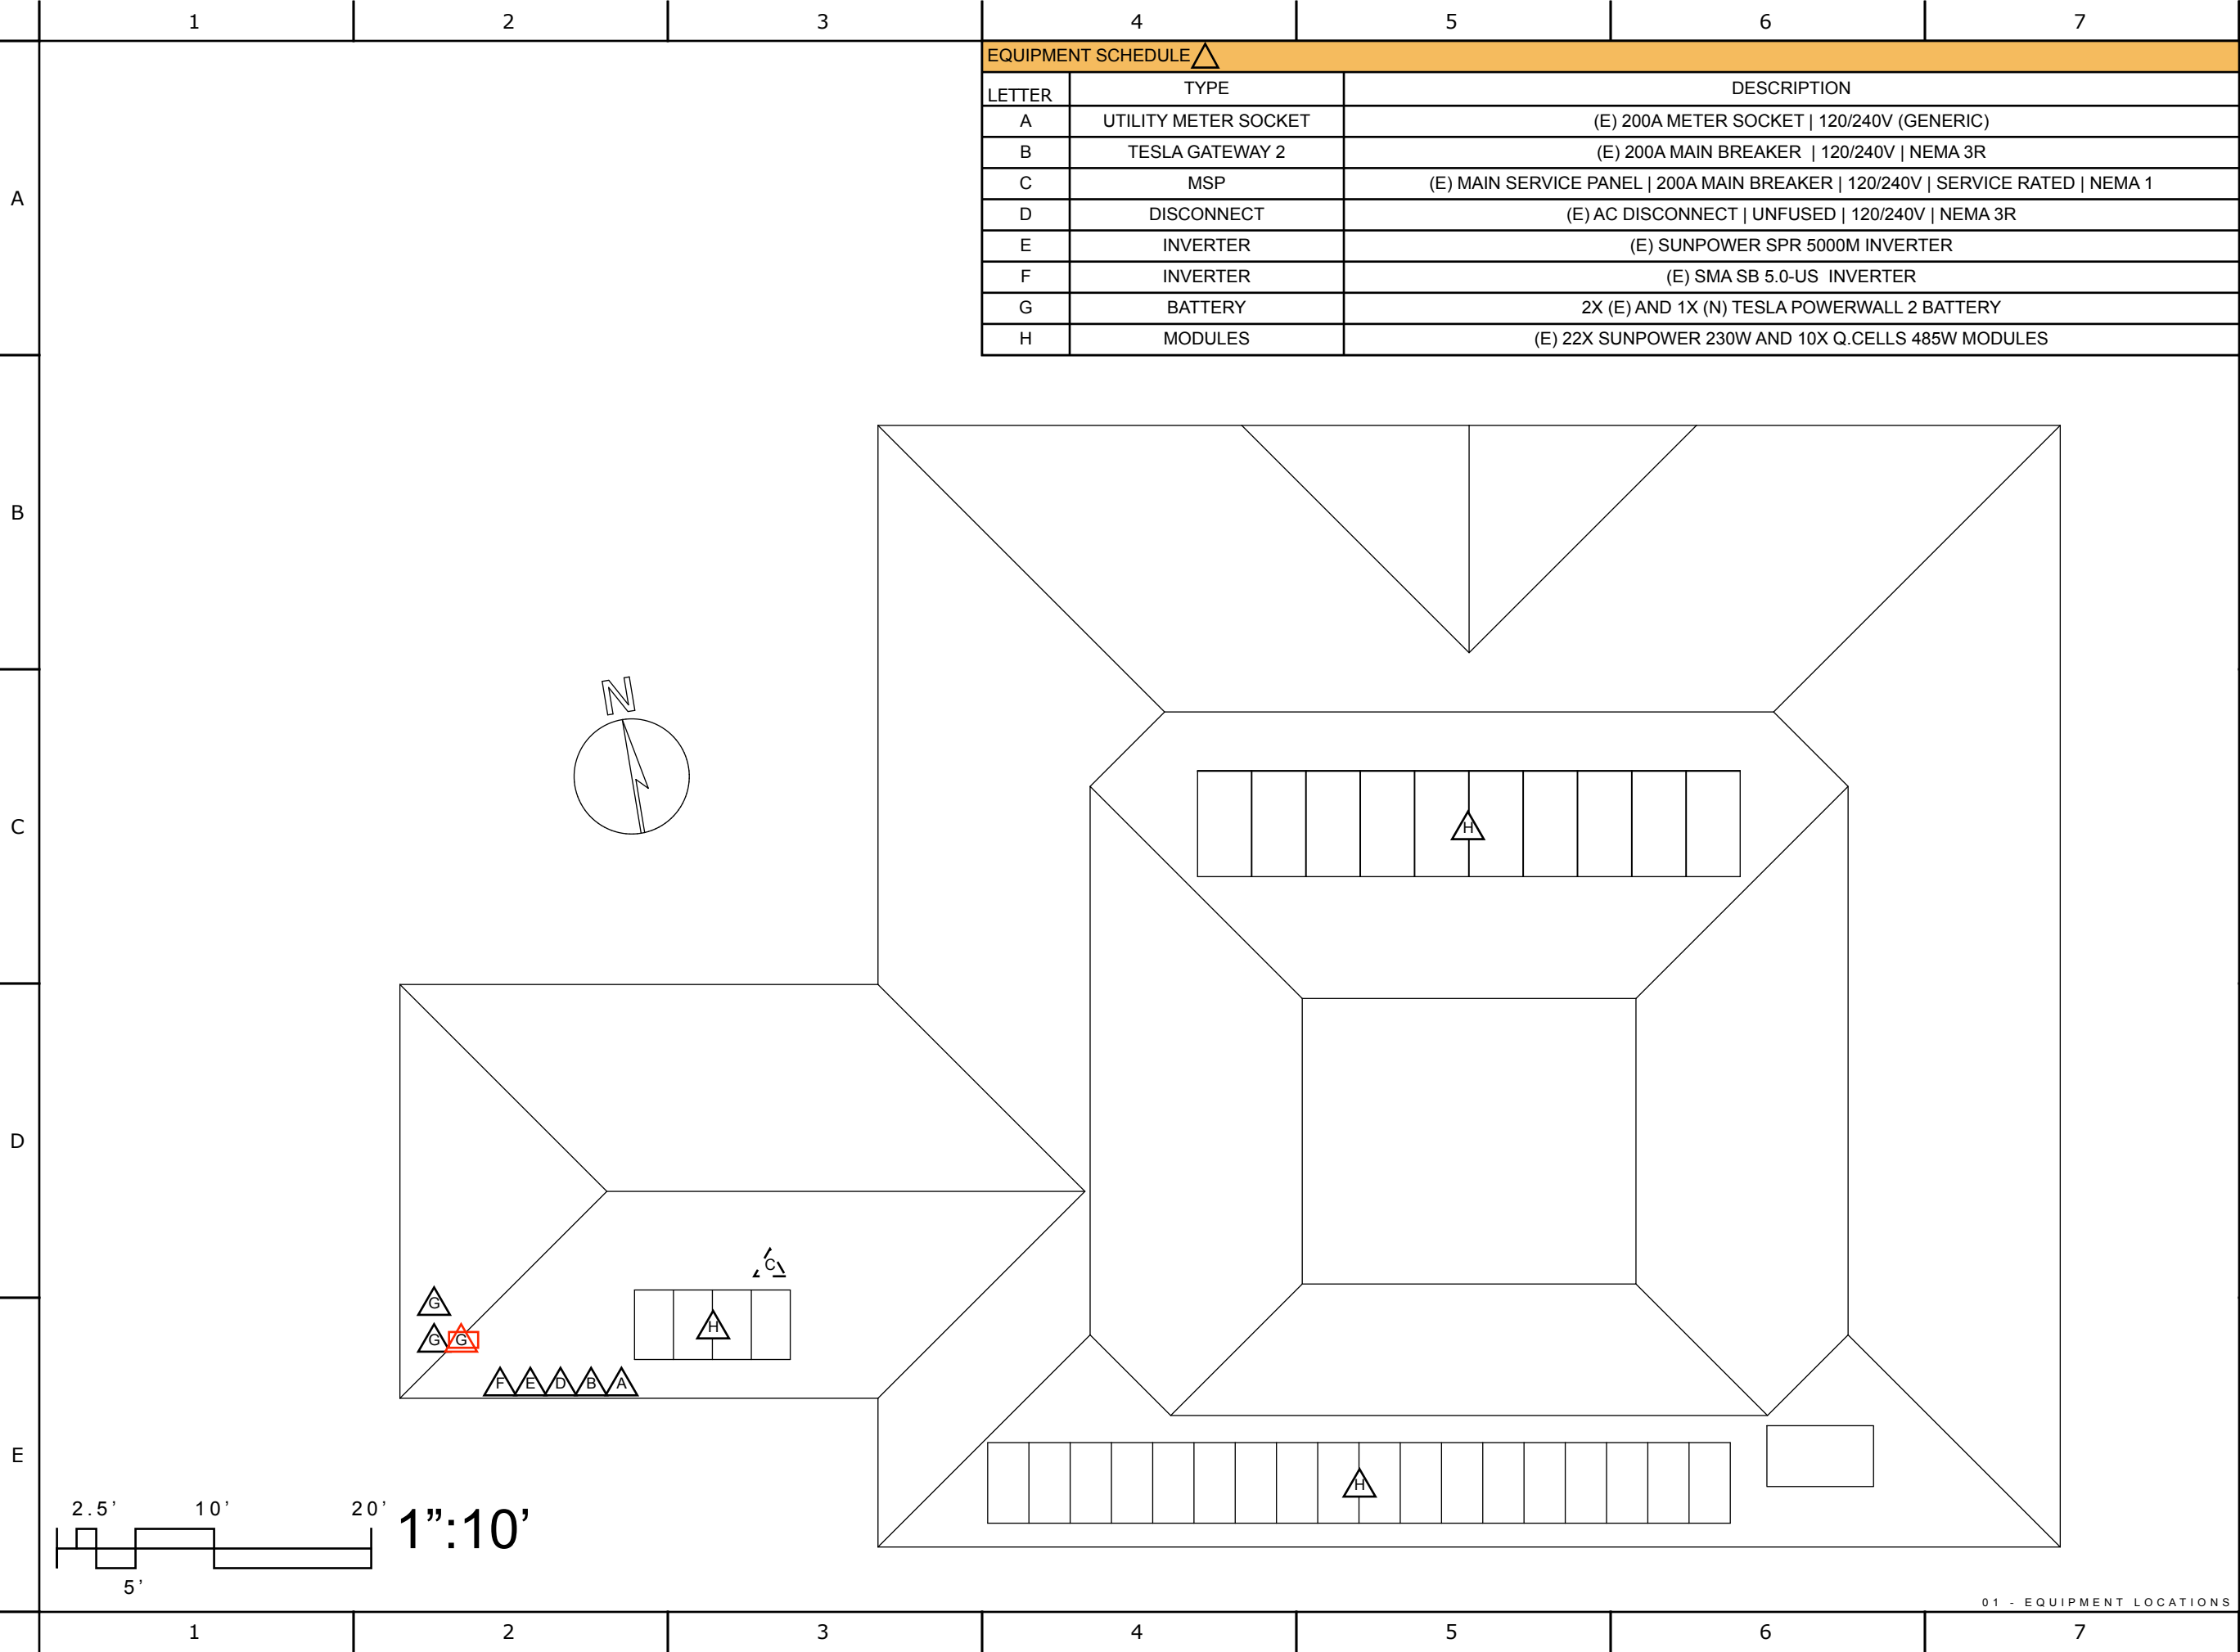 1 2 3 4 5 6 7
EQUIPMENT SCHEDULE
LETTER TYPE DESCRIPTION
A UTILITY METER SOCKET (E) 200A METER SOCKET | 120/240V (GENERIC)
B TESLA GATEWAY 2 (E) 200A MAIN BREAKER | 120/240V | NEMA 3R
C MSP (E) MAIN SERVICE PANEL | 200A MAIN BREAKER | 120/240V | SERVICE RATED | NEMA 1
D DISCONNECT (E) AC DISCONNECT | UNFUSED | 120/240V | NEMA 3R
E INVERTER (E) SUNPOWER SPR 5000M INVERTER
F INVERTER (E) SMA SB 5.0-US INVERTER
G BATTERY 2X (E) AND 1X (N) TESLA POWERWALL 2 BATTERY
H MODULES (E) 22X SUNPOWER 230W AND 10X Q.CELLS 485W MODULES
A
B
N
C
H
D
C
G
H
G G
F E D B A
E
H
2.5' 10' 20'
1”:10’
5'
01 - EQUIPMENT LOCATIONS
1 2 3 4 5 6 7